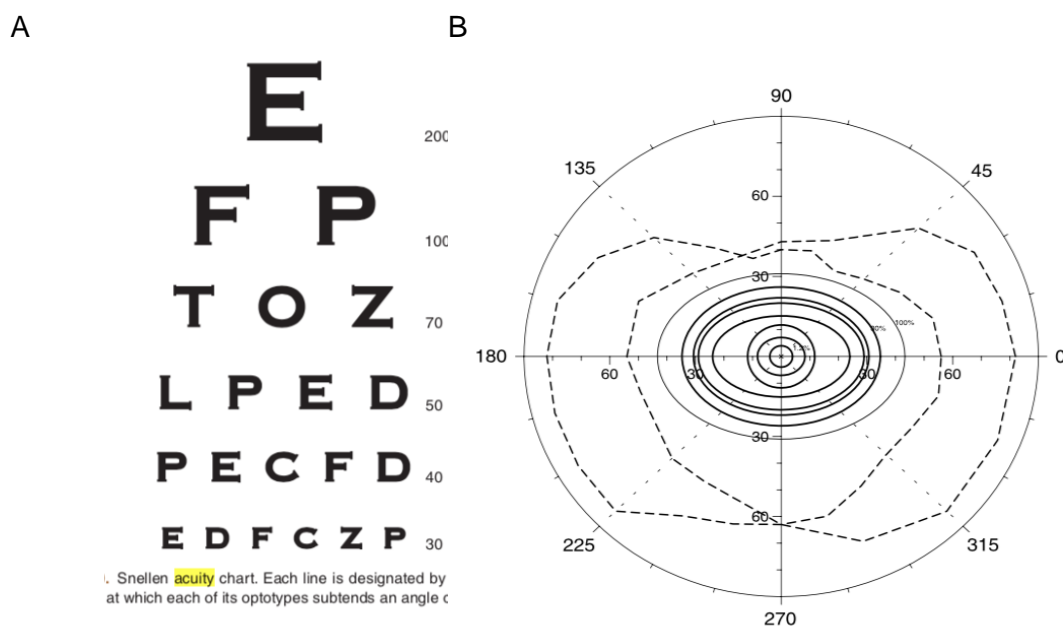 A
E
200
F P
100
T O Z
70
L P E D
50
P E C F D
40
E D F C Z P
30
. Snellen acuity chart. Each line is designated by
at which each of its optotypes subtends an angle
B
90
135
45
60
30
100%
180
60
30
30
60
0
30
60
225
315
270